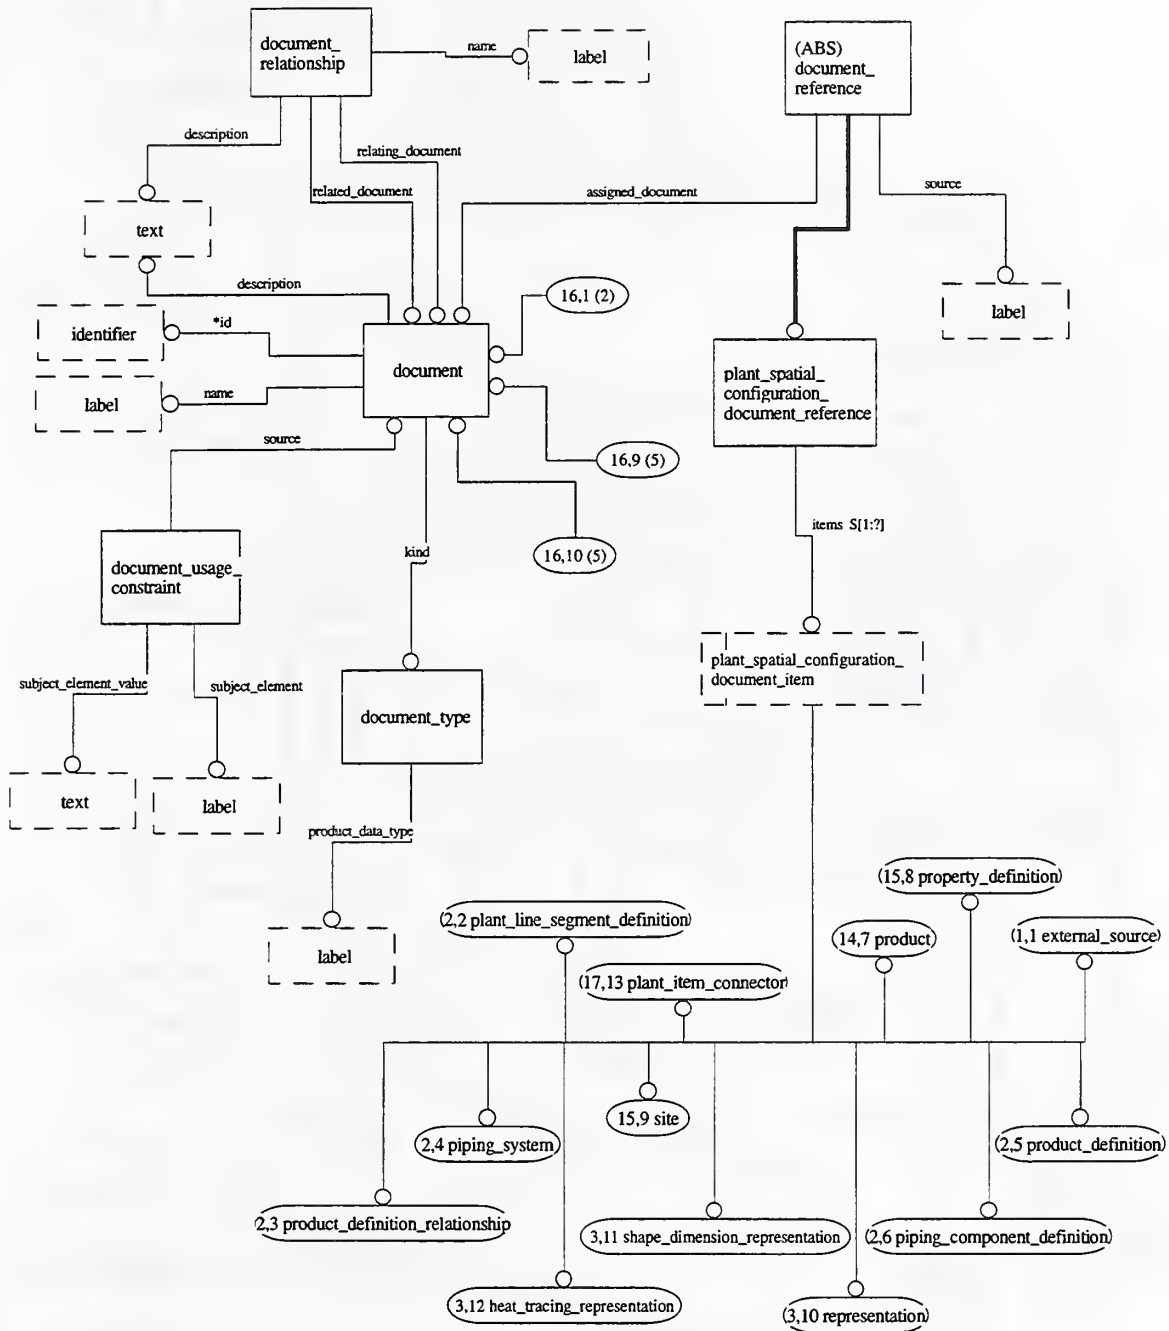 document_
relationship
name
label
(ABS)
document_
reference
description
relating_document
related_document
assigned_document
source
text
description
16,1 (2)
identifier
*id
label
document
plant_spatial_
configuration_
document_reference
label
name
source
16,9 (5)
items S[1:?]
document_usage_
constraint
kind
16,10 (5)
plant_spatial_configuration_
document_item
subject_element_value
subject_element
document_type
text
label
product_data_type
15,8 property_definition
2,2 plant_line_segment_definition
14,7 product
1,1 external_source
label
17,13 plant_item_connector
15,9 site
2,4 piping_system
2,5 product_definition
2,3 product_definition_relationship
3,11 shape_dimension_representation
2,6 piping_component_definition
3,12 heat_tracing_representation
3,10 representation